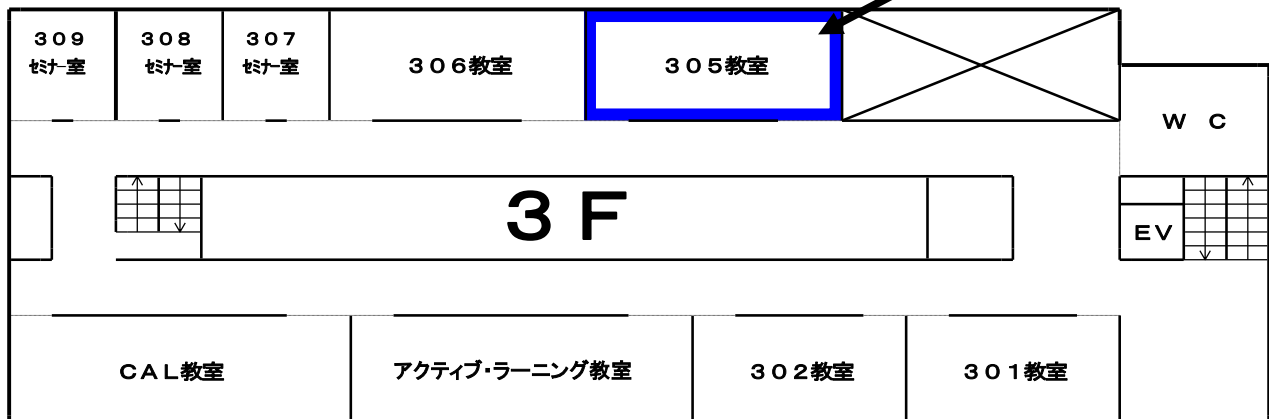 ３０９
ｾﾐﾅｰ室
３０８
ｾﾐﾅｰ室
３０７
ｾﾐﾅｰ室
３０６教室
３０５教室
Ｗ　Ｃ
３Ｆ
ＥＶ
ＣＡＬ教室
アクティブ・ラーニング教室
３０２教室
３０１教室